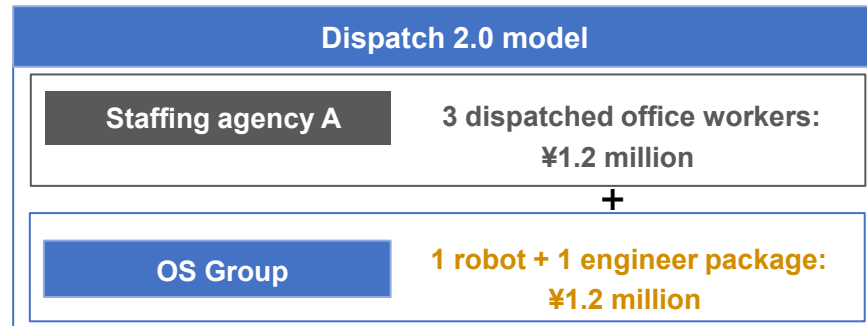 Dispatch 2.0 model
Staffing agency A
3 dispatched office workers:
¥1.2 million
+
OS Group
1 robot + 1 engineer package:
¥1.2 million